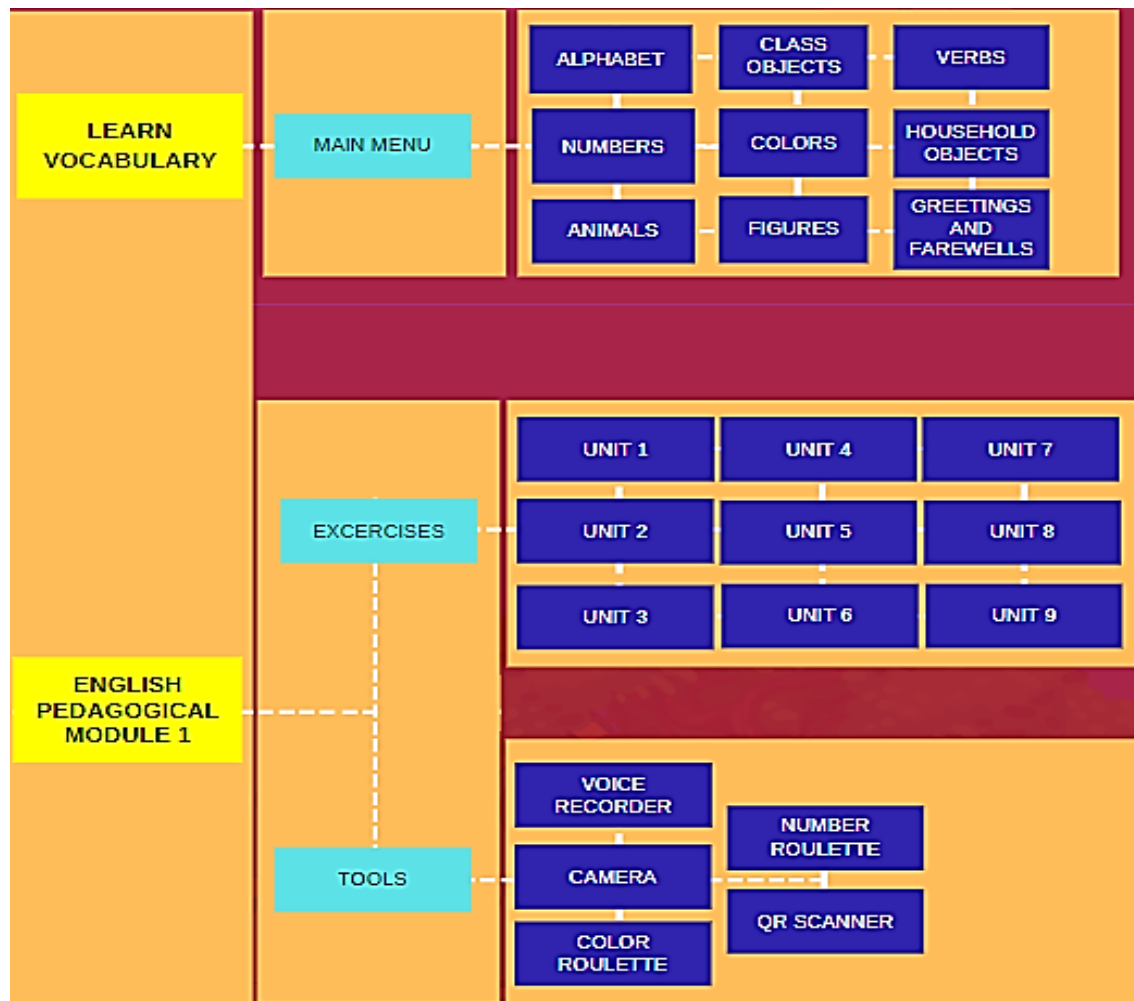 LEARN
VOCABULARY
MAIN MENU
ALPHABET
CLASS
OBJECTS
VERBS
NUMBERS
COLORS
HOUSEHOLD
OBJECTS
ANIMALS
FIGURES
GREETINGS
AND
FAREWELLS
ENGLISH
PEDAGOGICAL
MODULE 1
EXCERCISES
UNIT 1
UNIT 4
UNIT 7
UNIT 2
UNIT 5
UNIT 8
UNIT 3
UNIT 6
UNIT 9
TOOLS
VOICE
RECORDER
CAMERA
COLOR
ROULETTE
NUMBER
ROULETTE
QR SCANNER